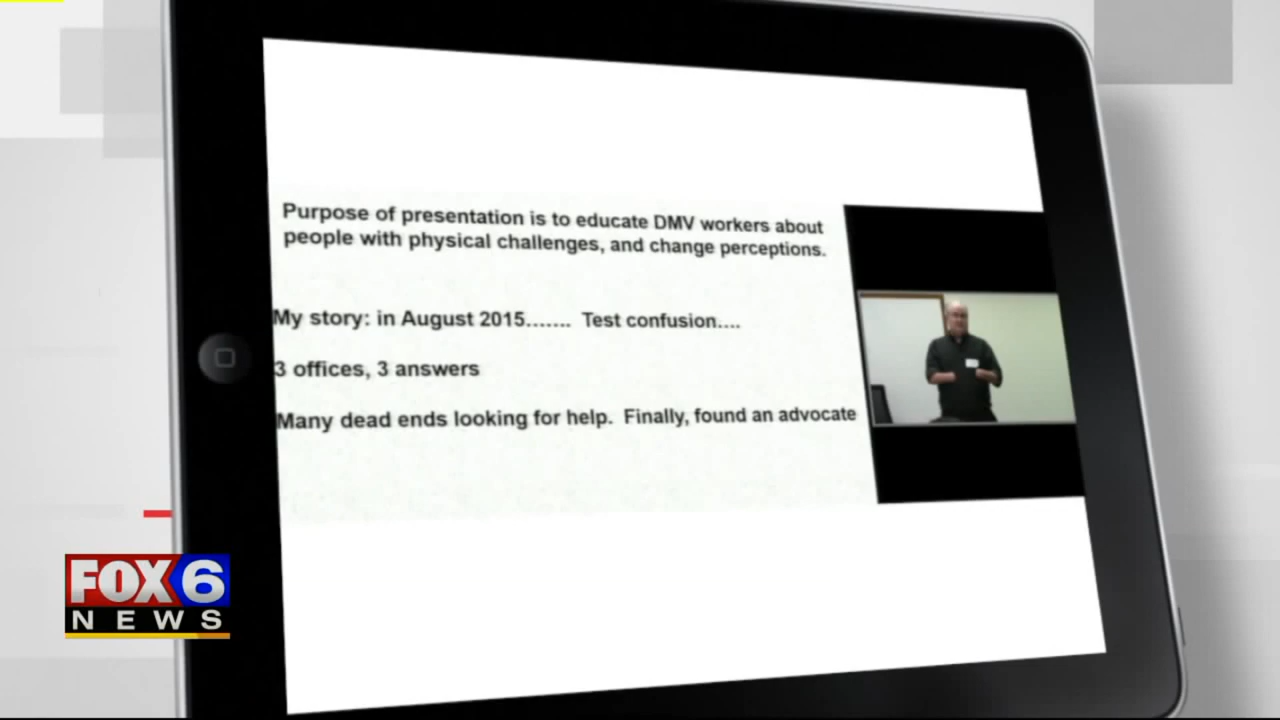 Purpose of presentation is to educate DMV workers about
people with physical challenges, and change perceptions.
My story: in August 2015....... Test confusion....
3 offices, 3 answers
Many dead ends looking for help. Finally, found an advocate
FOX 6
NEWS